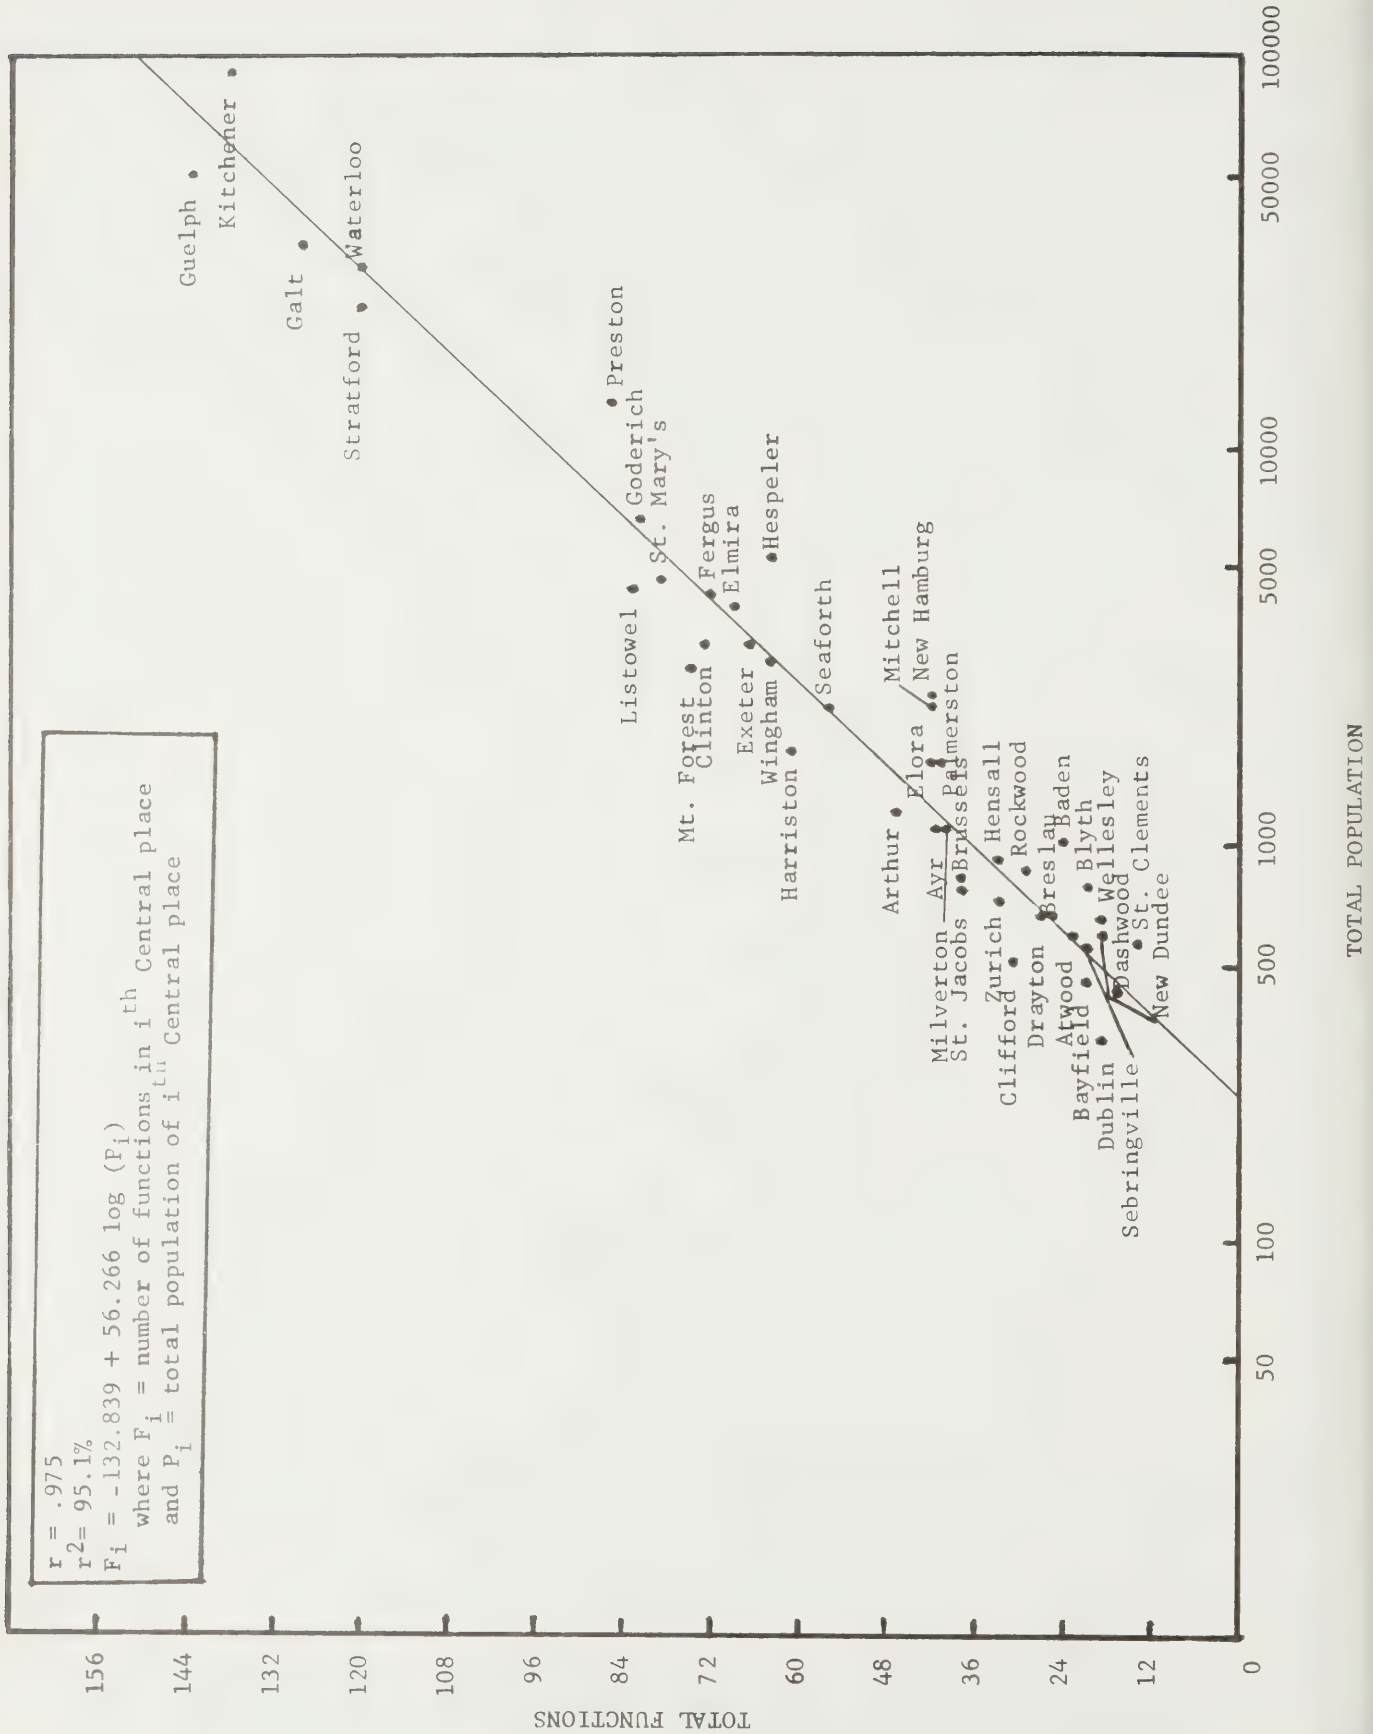 r = .975
r2= 95.1%
Fi = -132.839 + 56.266 log (Pi)
where Fi = number of functions in ith Central place
and Pi = total population of ith Central place
TOTAL FUNCTIONS
156
144
132
120
108
96
84
72
60
48
36
24
12
0
50
100
500
1000
5000
10000
50000
100000
TOTAL POPULATION
Guelph
Kitchener
Galt
Waterloo
Stratford
Preston
Goderich
St. Mary's
Listowel
Fergus
Elmira
Hespeler
Mt. Forest
Clinton
Exeter
Wingham
Harriston
Seaforth
Mitchell
New Hamburg
Arthur
Elora
Palmerston
Ayr
Milverton
Brussels
St. Jacobs
Hensall
Rockwood
Zurich
Clifford
Breslau
Drayton
Baden
Atwood
Blyth
Bayfield
Wellesley
Dashwood
Dublin
St. Clements
Sebringville
New Dundee